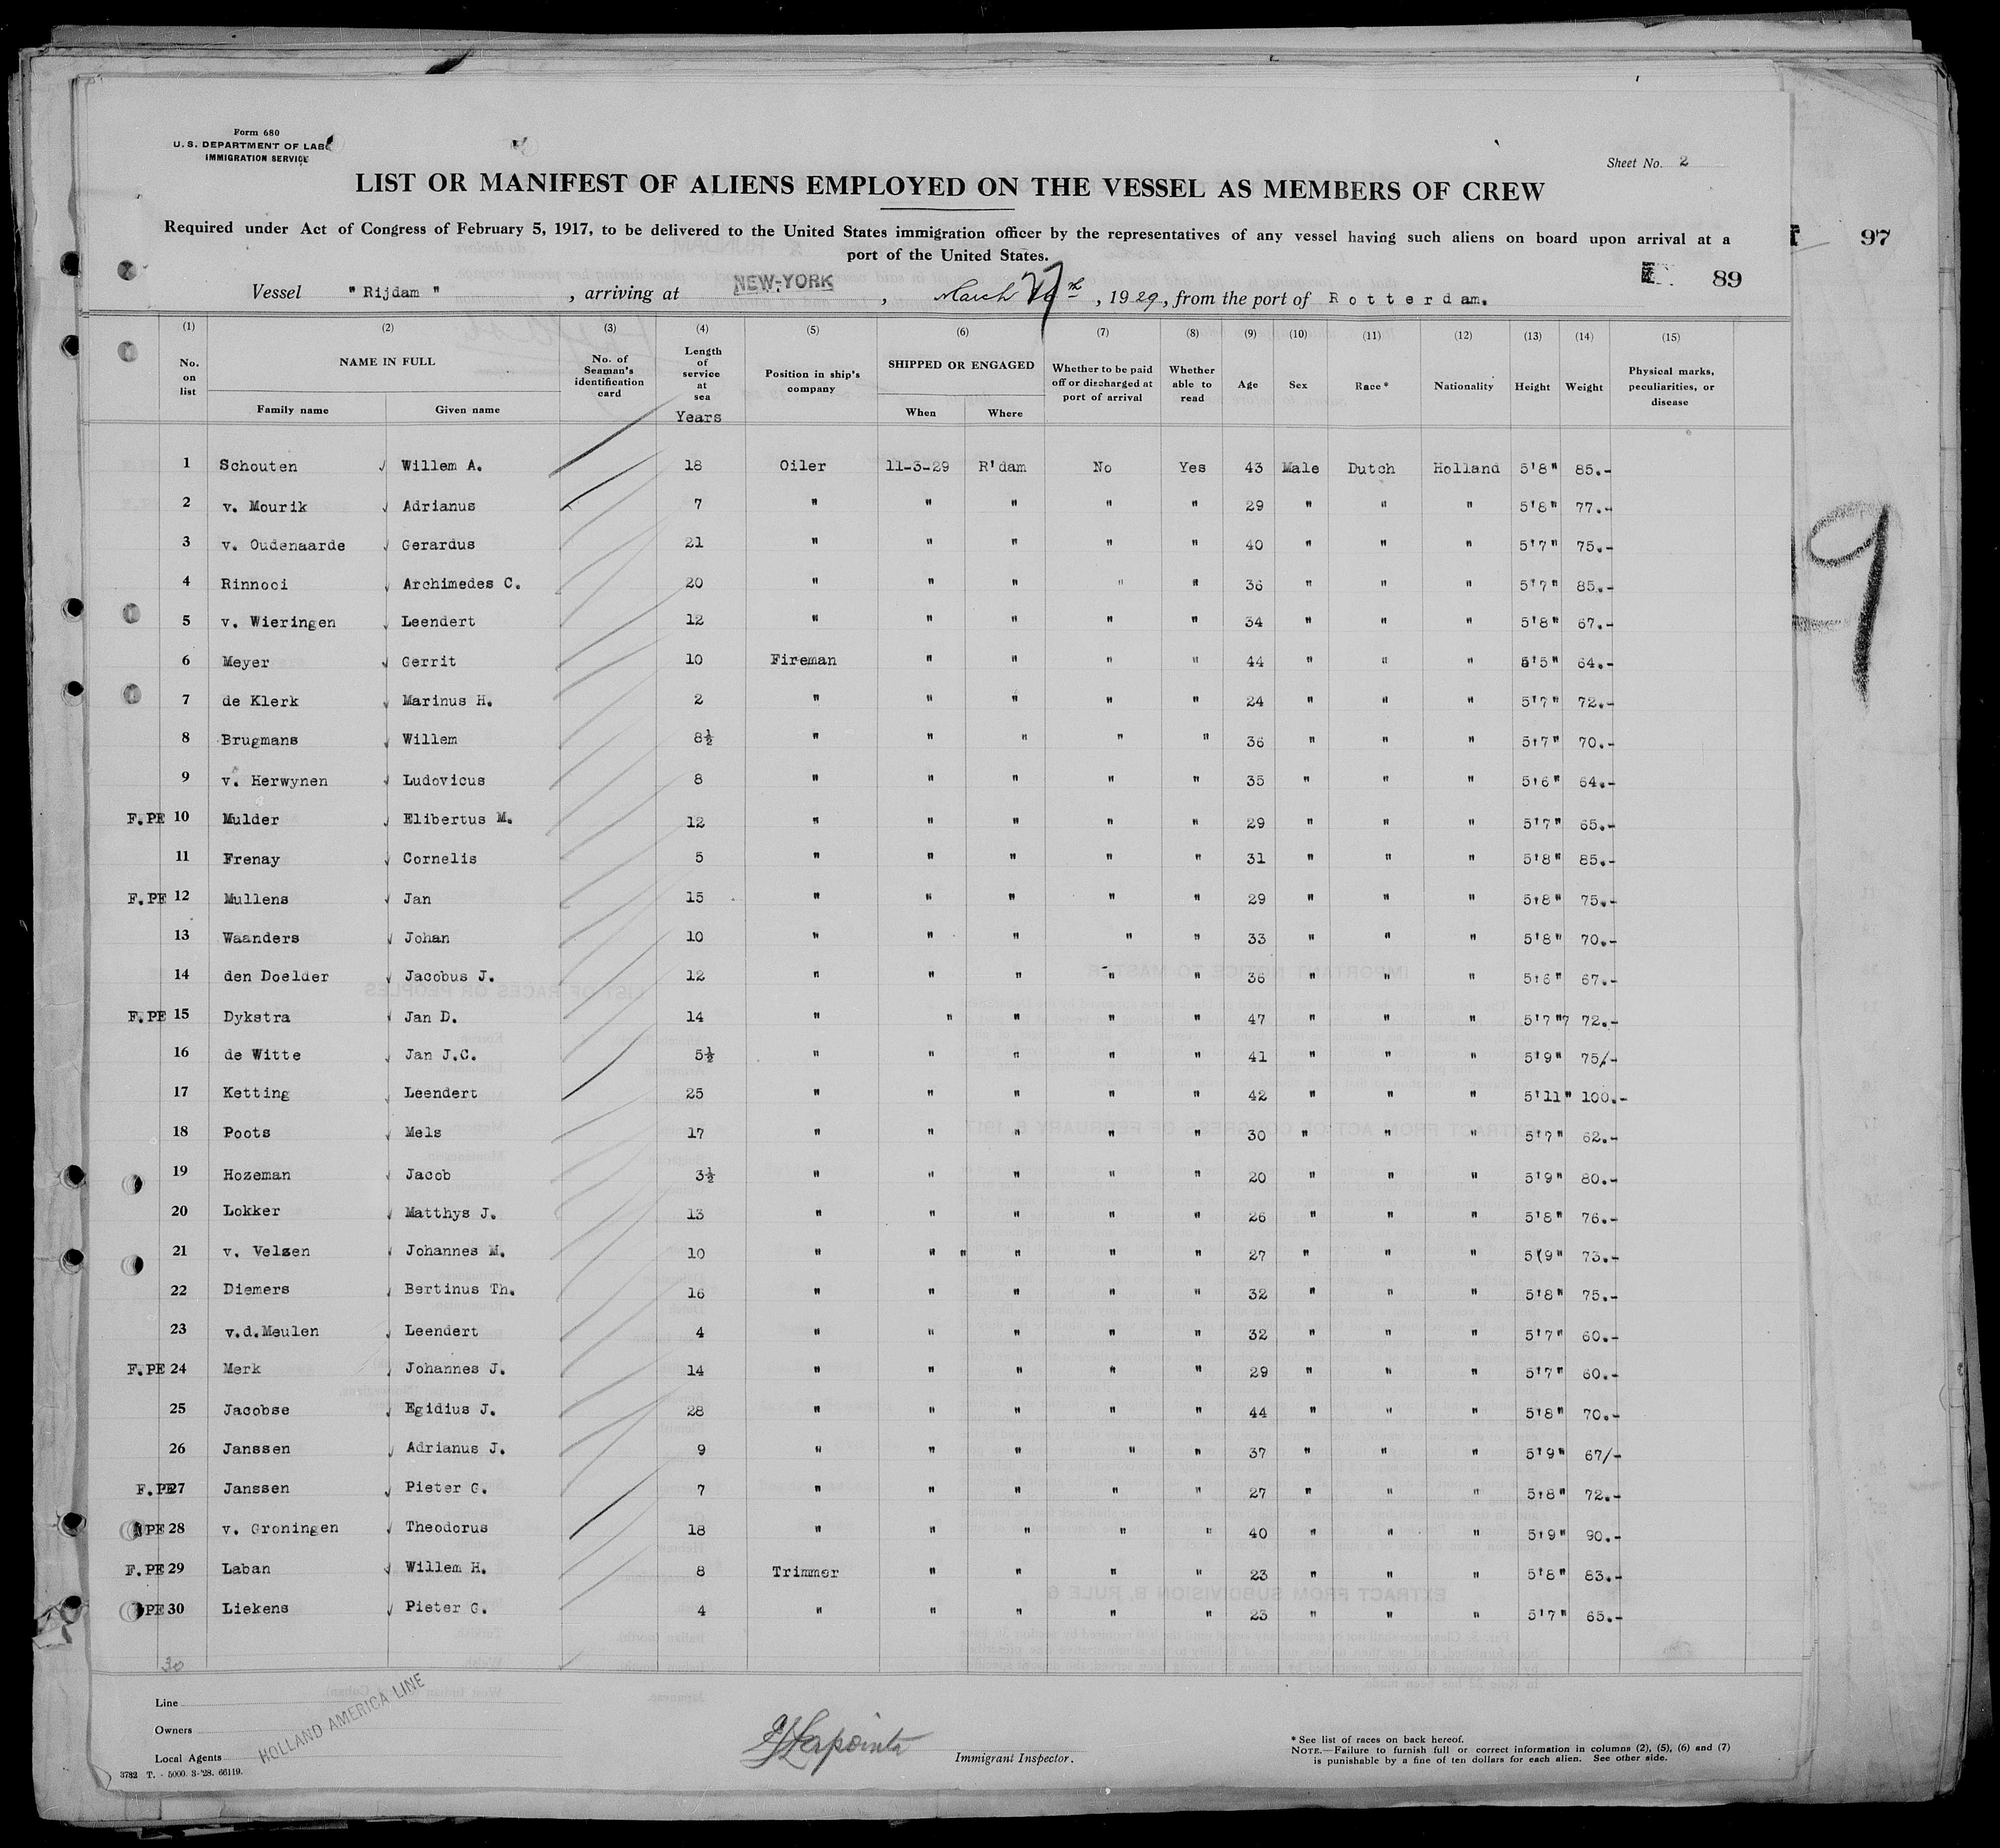 Form 680
U. S. DEPARTMENT OF LABO
IMMIGRATION SERVICE
Sheet No. 2
LIST OR MANIFEST OF ALIENS EMPLOYED ON THE VESSEL AS MEMBERS OF CREW
Required under Act of Congress of February 5, 1917, to be delivered to the United States immigration officer by the representatives of any vessel having such aliens on board upon arrival at a
port of the United States.
97
89
Vessel "Rijdam", arriving at NEW-YORK, March 27th, 1929, from the port of Rotterdam.
(1) (2) (3) (4) (5) (6) (7) (8) (9) (10) (11) (12) (13) (14) (15)
No. on list NAME IN FULL Family name Given name No. of Seaman's identification card Length of service at sea Years Position in ship's company SHIPPED OR ENGAGED When Where Whether to be paid off or discharged at port of arrival Whether able to read Age Sex Race* Nationality Height Weight Physical marks, peculiarities, or disease
1 Schouten Willem A. 18 Oiler 11-3-29 R'dam No Yes 43 Male Dutch Holland 5'8" 85.-
2 v. Mourik Adrianus 7 " " " " " 29 " " " 5'8" 77.-
3 v. Oudenaarde Gerardus 21 " " " " " 40 " " " 5'7" 75.-
4 Rinnooi Archimedes C. 20 " " " " " 36 " " " 5'7" 85.-
5 v. Wieringen Leendert 12 " " " " " 34 " " " 5'8" 67.-
6 Meyer Gerrit 10 Fireman " " " " 44 " " " 5'5" 64.-
7 de Klerk Marinus H. 2 " " " " " 24 " " " 5'7" 72.-
8 Brugmans Willem 8½ " " " " " 36 " " " 5'7" 70.-
9 v. Herwynen Ludovicus 8 " " " " " 35 " " " 5'6" 64.-
F.PE 10 Mulder Elibertus M. 12 " " " " " 29 " " " 5'7" 65.-
11 Frenay Cornelis 5 " " " " " 31 " " " 5'8" 85.-
F.PE 12 Mullens Jan 15 " " " " " 29 " " " 5'8" 75.-
13 Waanders Johan 10 " " " " " 33 " " " 5'8" 70.-
14 den Doelder Jacobus J. 12 " " " " " 36 " " " 5'6" 67.-
F.PE 15 Dykstra Jan D. 14 " " " " " 47 " " " 5'7"7 72.-
16 de Witte Jan J.C. 5½ " " " " " 41 " " " 5'9" 75/-
17 Ketting Leendert 25 " " " " " 42 " " " 5'11" 100.-
18 Poots Mels 17 " " " " " 30 " " " 5'7" 62.-
19 Hozeman Jacob 3½ " " " " " 20 " " " 5'9" 80.-
20 Lokker Matthys J. 13 " " " " " 26 " " " 5'8" 76.-
21 v. Velzen Johannes M. 10 " " " " " " 27 " " " 5(9" 73.-
22 Diemers Bertinus Th. 16 " " " " " 32 " " " 5'8" 75.-
23 v.d.Meulen Leendert 4 " " " " " 32 " " " 5'7" 60.-
F.PE 24 Merk Johannes J. 14 " " " " " 29 " " " 5'7" 60.-
25 Jacobse Egidius J. 28 " " " " " 44 " " " 5'8" 70.-
26 Janssen Adrianus J. 9 " " " " " 37 " " " 5'9" 67/-
F.PE 27 Janssen Pieter G. 7 " " " " " 27 " " " 5'8" 72.-
PE 28 v. Groningen Theodorus 18 " " " " " 40 " " " 5'9" 90.-
F.PE 29 Laban Willem H. 8 Trimmer " " " " 23 " " " 5'8" 83.-
PE 30 Liekens Pieter G. 4 " " " " " 23 " " " 5'7" 65.-
30
9
Line
Owners
Local Agents
HOLLAND AMERICA LINE
3782 T. - 5000. 3-'28. 66119.
Lapointe
Immigrant Inspector.
* See list of races on back hereof.
NOTE.—Failure to furnish full or correct information in columns (2), (5), (6) and (7)
is punishable by a fine of ten dollars for each alien. See other side.